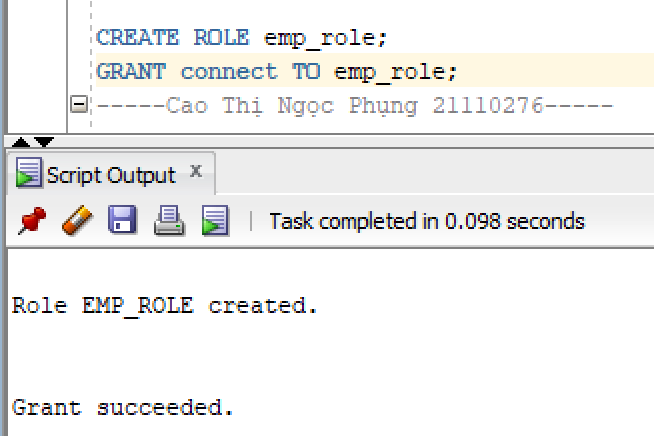 CREATE ROLE emp_role;
GRANT connect TO emp_role;
-----Cao Thị Ngọc Phụng 21110276-----
Script Output x
Task completed in 0.098 seconds
Role EMP_ROLE created.
Grant succeeded.